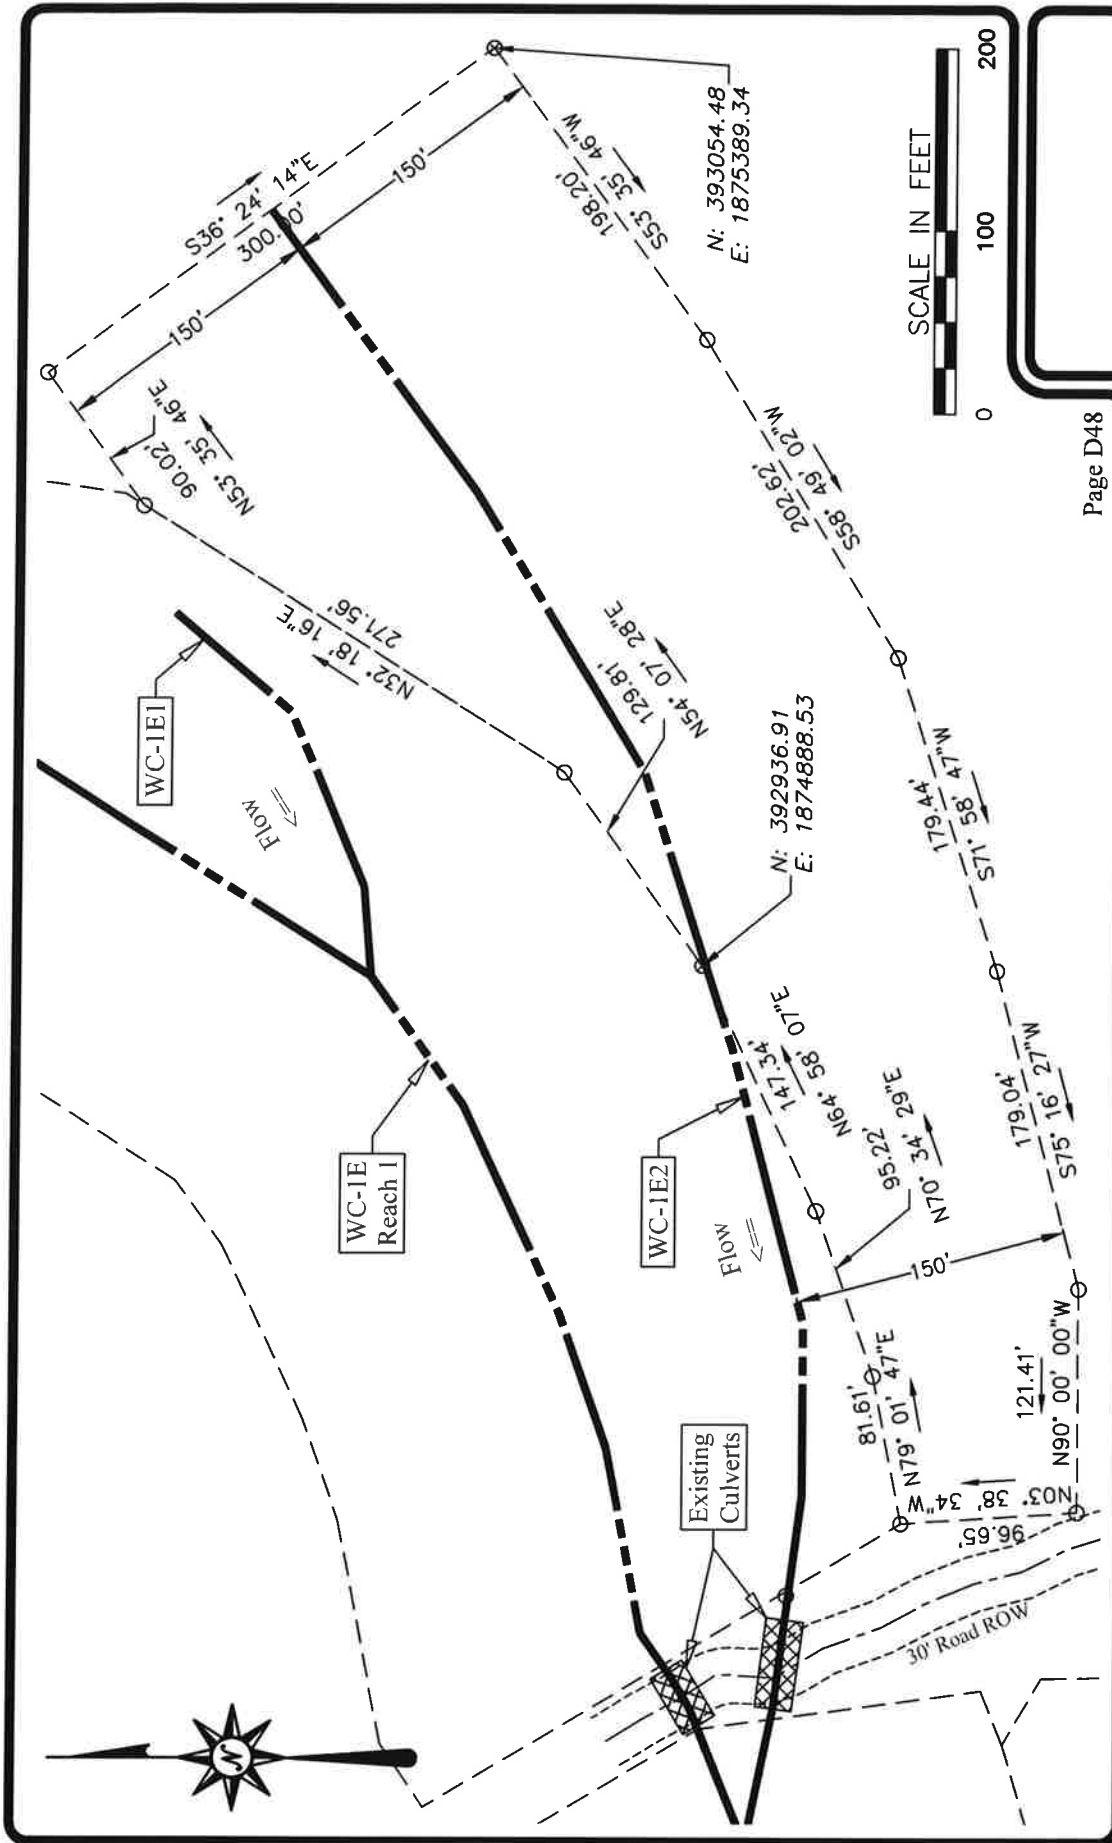 S36° 24' 14"E
300.00'
150'
150'
90.02'
N53° 35' 46"E
N: 393054.48
E: 1875389.34
198.20'
S53° 35' 46"W
SCALE IN FEET
0 100 200
WC-1E1
Flow
N32° 18' 16"E
271.56'
129.81'
N54° 07' 28"E
202.62'
S58° 49' 02"W
N: 392936.91
E: 1874888.53
179.44'
S71° 58' 47"W
WC-1E
Reach 1
WC-1E2
Flow
147.34'
N64° 58' 07"E
95.22'
N70° 34' 29"E
179.04'
S75° 16' 27"W
150'
81.61'
N79° 01' 47"E
121.41'
N90° 00' 00"W
N03° 38' 34"W
96.65'
Existing
Culverts
30' Road ROW
N
Page D48